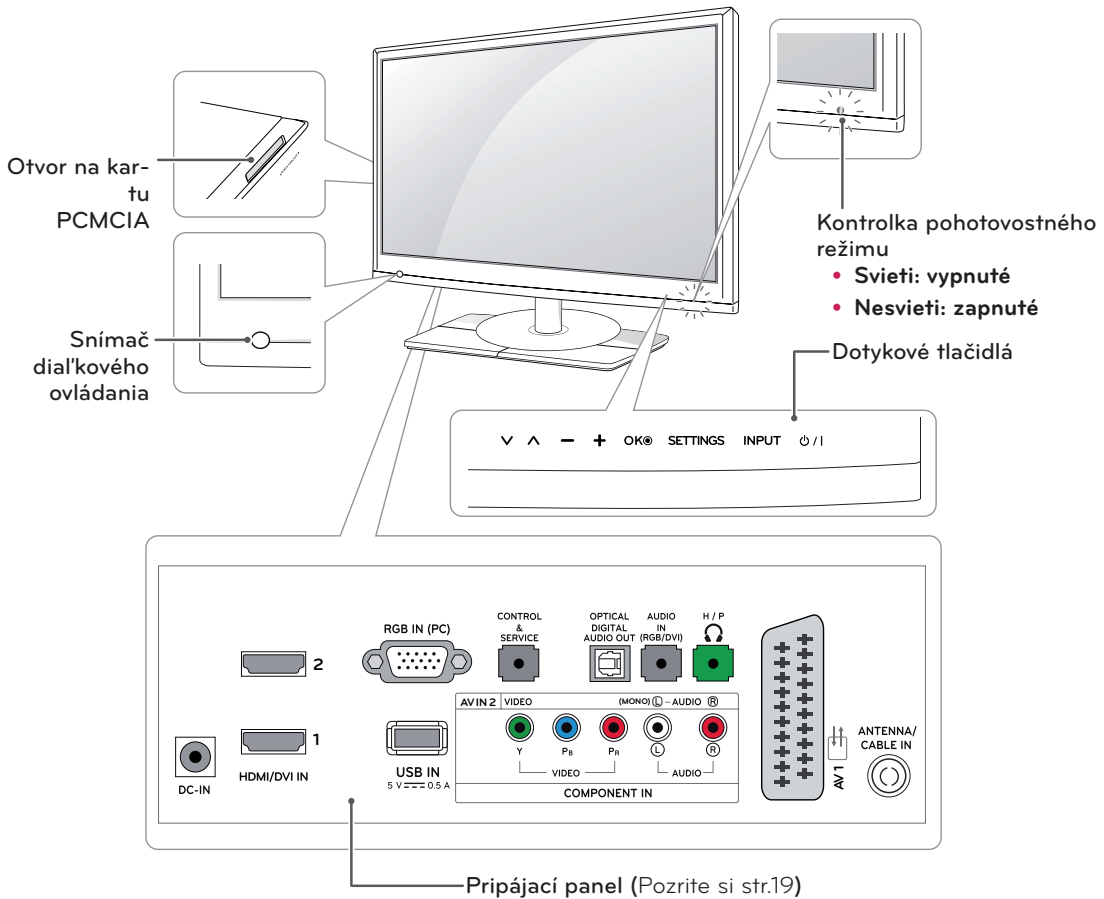 Otvor na kar-
tu
PCMCIA
Snímač
diaľkového
ovládania
Kontrolka pohotovostného
režimu
• Svieti: vypnuté
• Nesvieti: zapnuté
Dotykové tlačidlá
OK SETTINGS INPUT
RGB IN (PC)
CONTROL
&
SERVICE
OPTICAL
DIGITAL
AUDIO OUT
AUDIO
IN
(RGB/DVI)
H / P
2
1
HDMI/DVI IN
DC-IN
USB IN
5 V 0.5 A
AV IN 2 VIDEO (MONO) L - AUDIO R
Y PB PR L R
VIDEO AUDIO
COMPONENT IN
AV 1
ANTENNA/
CABLE IN
Pripájací panel (Pozrite si str.19)